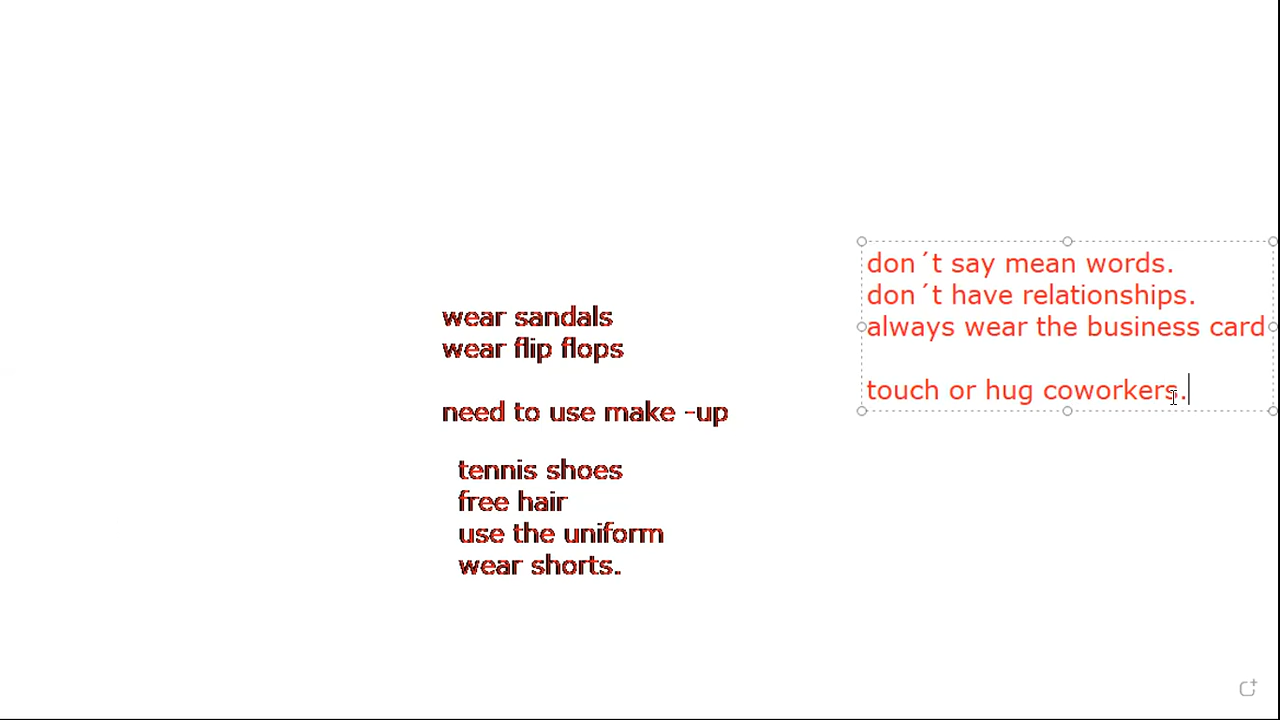 wear sandals
wear flip flops
need to use make -up
tennis shoes
free hair
use the uniform
wear shorts.
don´t say mean words.
don´t have relationships.
always wear the business card
touch or hug coworkers.